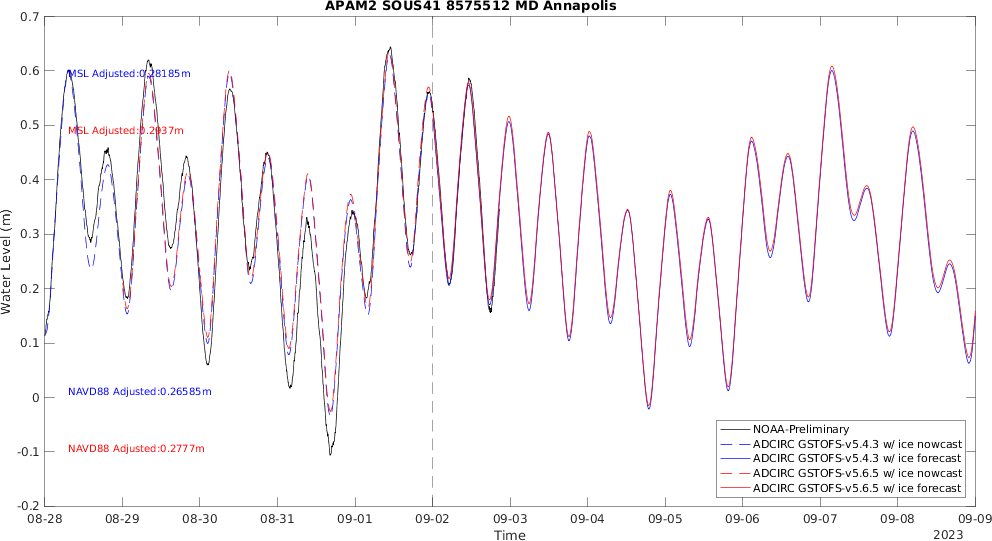 APAM2 SOUS41 8575512 MD Annapolis
0.7
0.6
0.5
0.4
0.3
0.2
0.1
0
-0.1
-0.2
Water Level (m)
MSL Adjusted:0.28185m
MSL Adjusted:0.2937m
NAVD88 Adjusted:0.26585m
NAVD88 Adjusted:0.2777m
NOAA-Preliminary
ADCIRC GSTOFS-v5.4.3 w/ ice nowcast
ADCIRC GSTOFS-v5.4.3 w/ ice forecast
ADCIRC GSTOFS-v5.6.5 w/ ice nowcast
ADCIRC GSTOFS-v5.6.5 w/ ice forecast
08-28 08-29 08-30 08-31 09-01 09-02 09-03 09-04 09-05 09-06 09-07 09-08 09-09
Time
2023